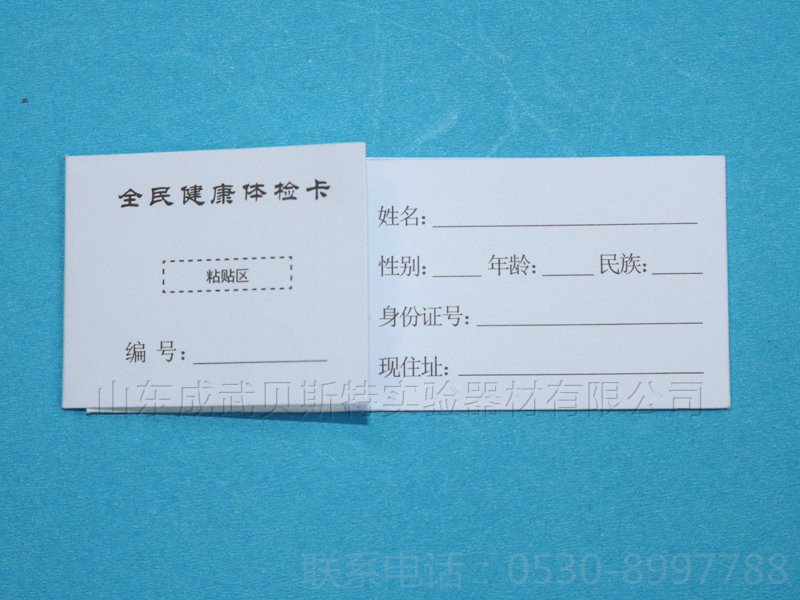 全民健康体检卡
粘贴区
编 号：
姓名：
性别： 年龄： 民族：
身份证号：
现住址：
山东成武贝斯特实验器材有限公司
联系电话：0530-8997788